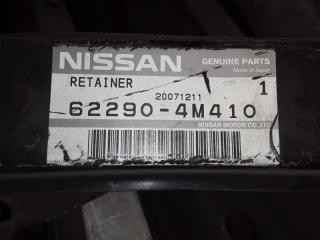 NISSAN GENUINE PARTS
Made in Japan
RETAINER QTY 1
20071211
62290-4M410
NISSAN MOTOR CO.,LTD.